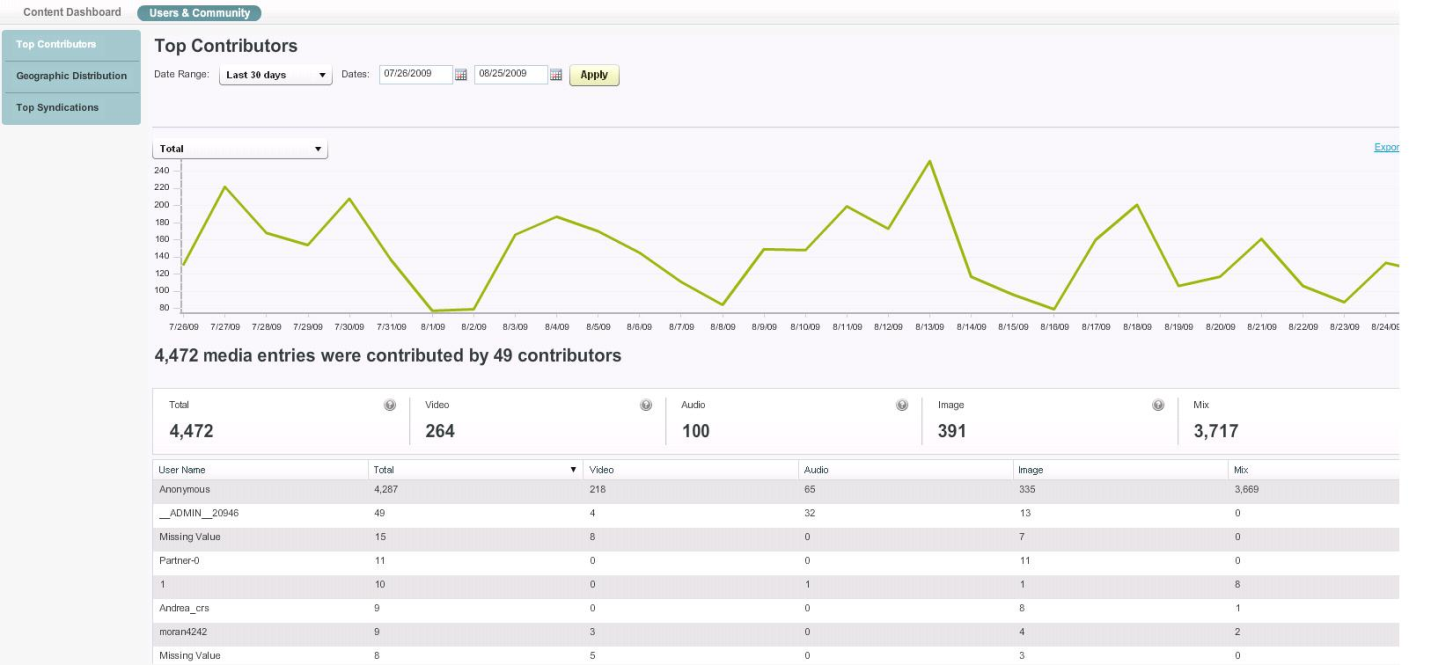 Content Dashboard Users & Community
Top Contributors
Geographic Distribution
Top Syndications
Top Contributors
Date Range: Last 30 days Dates: 07/26/2009 08/25/2009 Apply
Total
Expor
240
220
200
180
160
140
120
100
80
7/26/09 7/27/09 7/28/09 7/29/09 7/30/09 7/31/09 8/1/09 8/2/09 8/3/09 8/4/09 8/5/09 8/6/09 8/7/09 8/8/09 8/9/09 8/10/09 8/11/09 8/12/09 8/13/09 8/14/09 8/15/09 8/16/09 8/17/09 8/18/09 8/19/09 8/20/09 8/21/09 8/22/09 8/23/09 8/24/09
4,472 media entries were contributed by 49 contributors
Total ? Video ? Audio ? Image ? Mix
4,472 264 100 391 3,717
User Name Total Video Audio Image Mix
Anonymous 4,287 218 65 335 3,669
__ADMIN__20946 49 4 32 13 0
Missing Value 15 8 0 7 0
Partner-0 11 0 0 11 0
1 10 0 1 1 8
Andrea_crs 9 0 0 8 1
moran4242 9 3 0 4 2
Missing Value 8 5 0 3 0